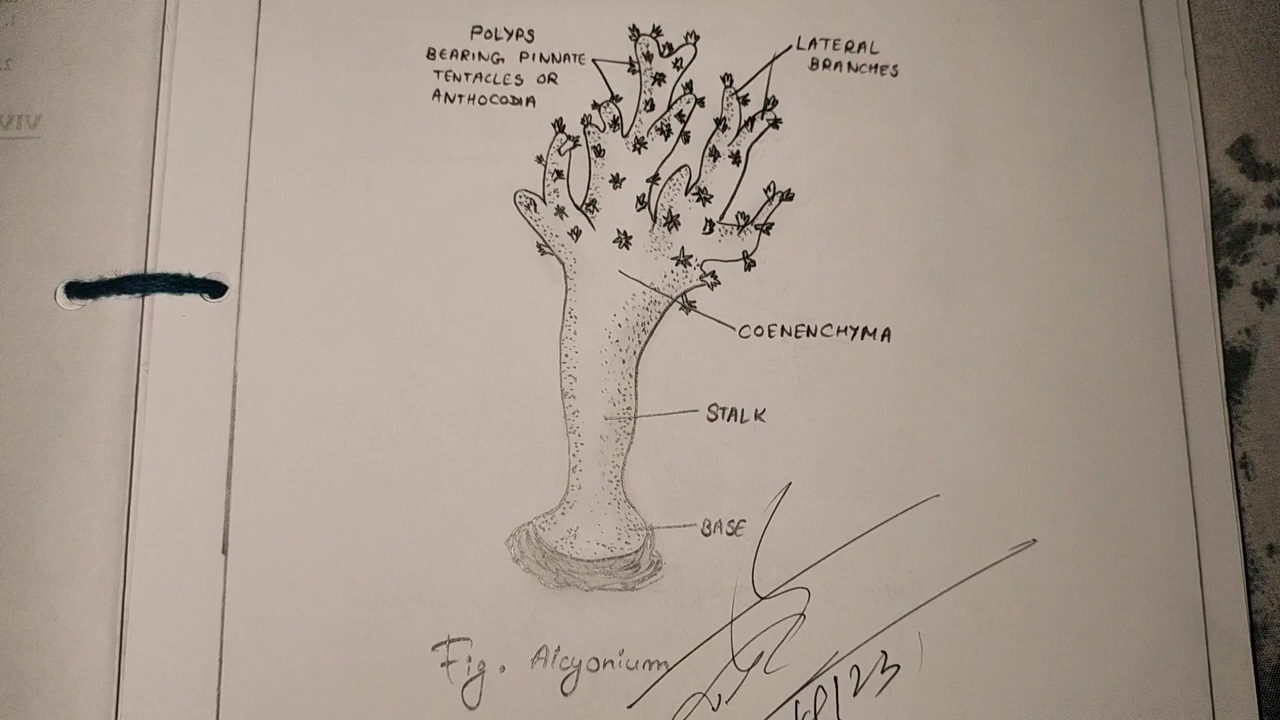 POLYPS
BEARING PINNATE
TENTACLES OR
ANTHOCODIA
LATERAL
BRANCHES
COENENCHYMA
STALK
BASE
Fig. Alcyonium